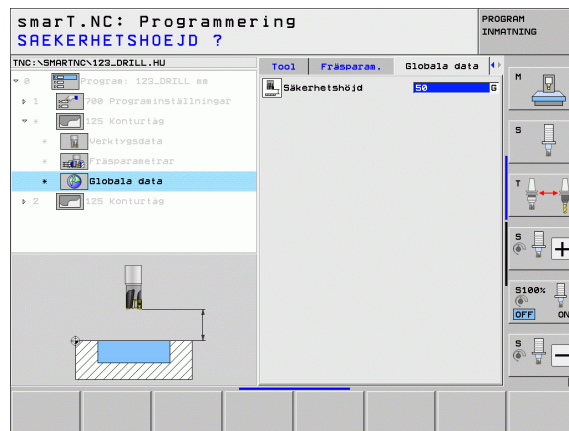 smarT.NC: Programmering
SAEKERHETSHOEJD ?
PROGRAM
INMATNING
TNC:\SMARTNC\123_DRILL.HU
0 Program: 123_DRILL mm
1 700 Programinställningar
* 125 Konturtåg
* Verktygsdata
* Fräsparametrar
* Globala data
2 125 Konturtåg
Tool Fräsparam. Globala data
Säkerhetshöjd 50 G
M
S
T
S
S100%
OFF ON
S